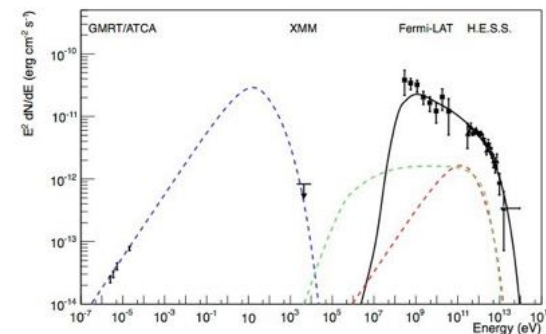 GMRT/ATCA XMM Fermi-LAT H.E.S.S.
E² dN/dE (erg cm⁻² s⁻¹)
10⁻¹⁰
10⁻¹¹
10⁻¹²
10⁻¹³
10⁻¹⁴
10⁻⁷ 10⁻⁵ 10⁻³ 10⁻¹ 10 10³ 10⁵ 10⁷ 10⁹ 10¹¹ 10¹³ 10¹⁵
Energy (eV)